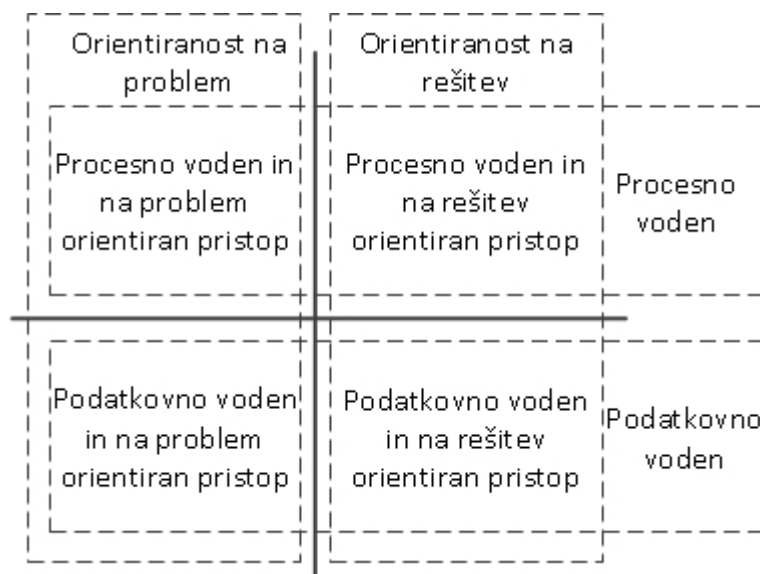 Orientiranost na
problem
Orientiranost na
rešitev
Procesno voden in
na problem
orientiran pristop
Procesno voden in
na rešitev
orientiran pristop
Procesno
voden
Podatkovno voden
in na problem
orientiran pristop
Podatkovno voden
in na rešitev
orientiran pristop
Podatkovno
voden